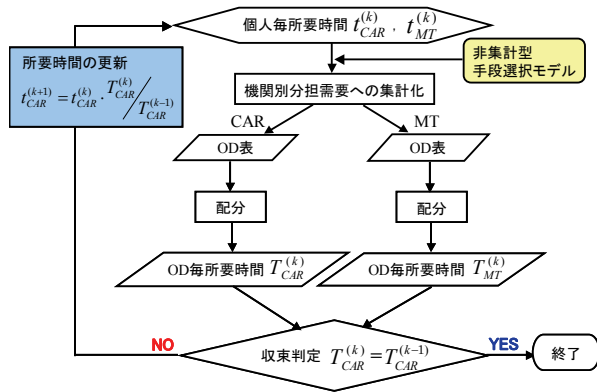 個人毎所要時間 t_{CAR}^{(k)} , t_{MT}^{(k)}
所要時間の更新
t_{CAR}^{(k+1)} = t_{CAR}^{(k)} · T_{CAR}^{(k)} / T_{CAR}^{(k-1)}
非集計型
手段選択モデル
機関別分担需要への集計化
CAR MT
OD表 OD表
配分 配分
OD毎所要時間 T_{CAR}^{(k)} OD毎所要時間 T_{MT}^{(k)}
NO 収束判定 T_{CAR}^{(k)} = T_{CAR}^{(k-1)} YES 終了